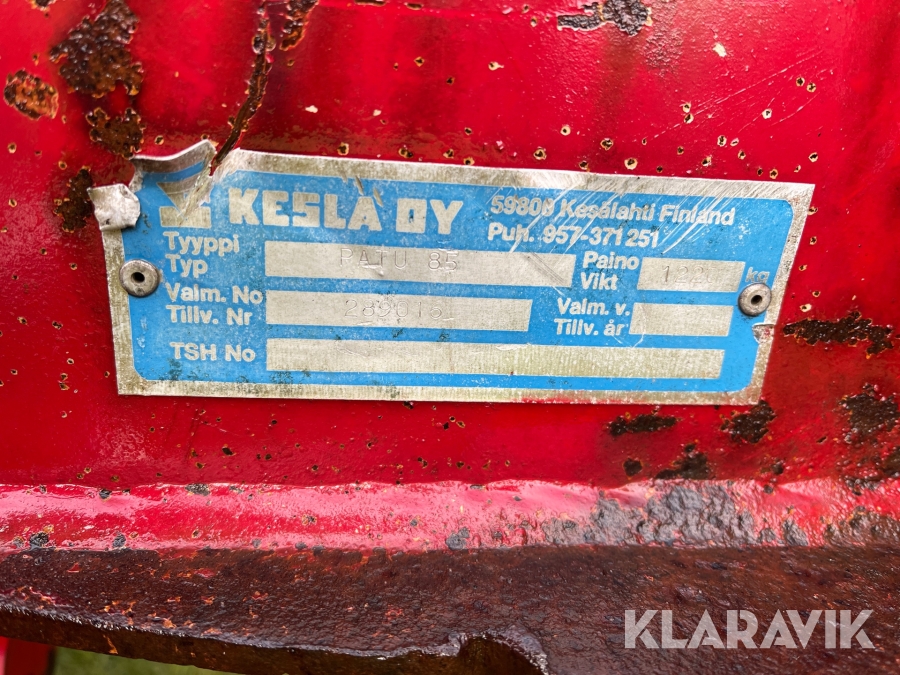 KESLA OY
59800 Kesälahti Finland
Puh. 957-371 251
Tyyppi
Typ
PATU 85
Paino
Vikt
kg
Valm. No
Tillv. Nr
Valm. v.
Tillv. år
TSH No
KLARAVIK